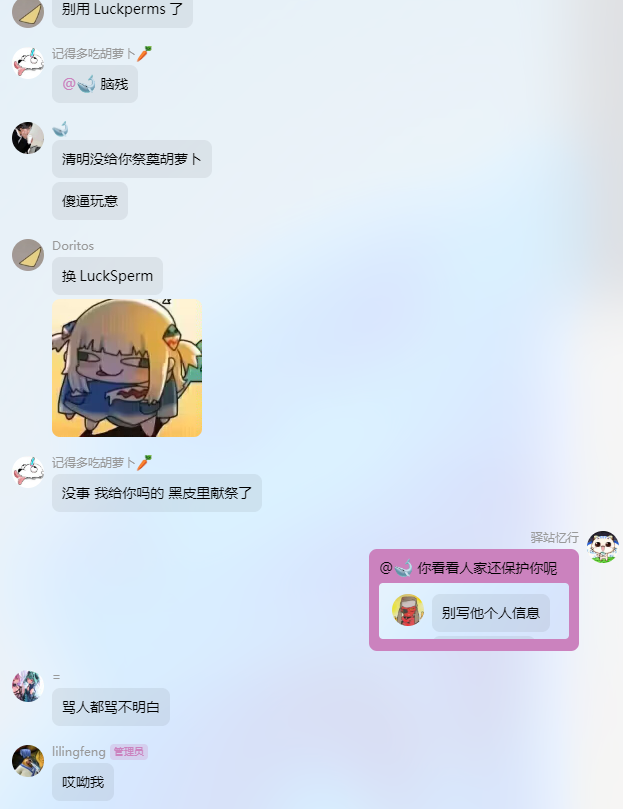 别用 Luckperms 了
记得多吃胡萝卜🥕
@🐳 脑残
🐳
清明没给你祭奠胡萝卜
傻逼玩意
Doritos
换 LuckSperm
记得多吃胡萝卜🥕
没事 我给你吗的 黑皮里献祭了
驿站忆行
@🐳 你看看人家还保护你呢
别写他个人信息
=
骂人都骂不明白
lilingfeng 管理员
哎呦我